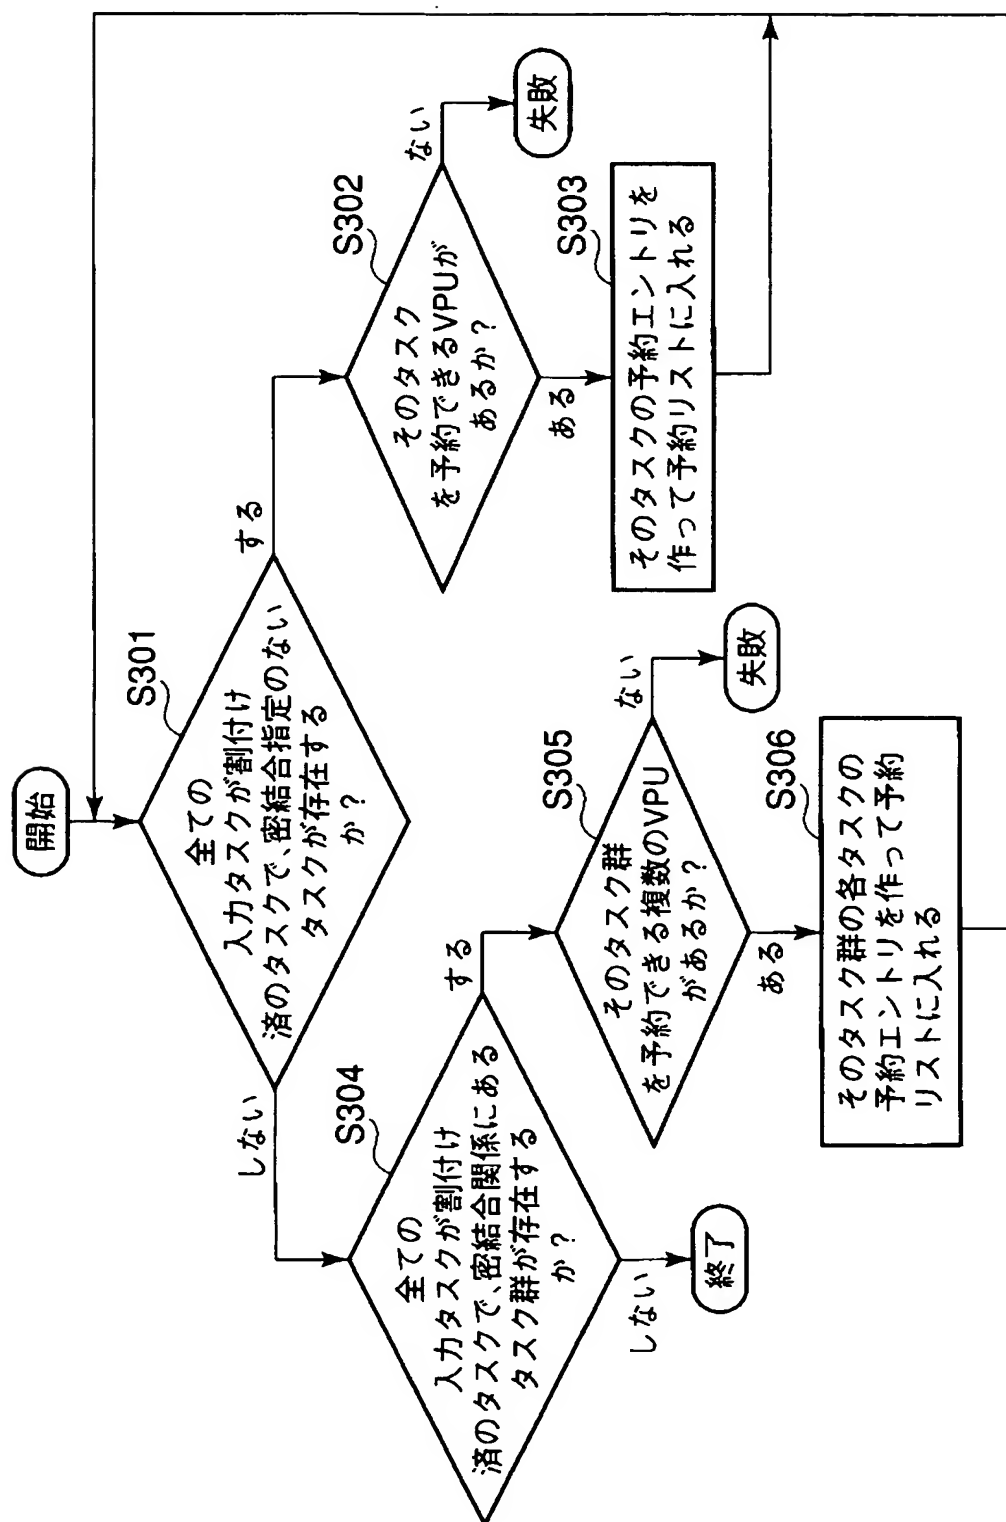 開始
S301
全ての
入力タスクが割付け
済のタスクで、密結合指定のない
タスクが存在する
か？
する
しない
S302
そのタスク
を予約できるVPUが
あるか？
ない
失敗
ある
S303
そのタスクの予約エントリを
作って予約リストに入れる
S304
全ての
入力タスクが割付け
済のタスクで、密結合関係にある
タスク群が存在する
か？
する
しない
終了
S305
そのタスク群
を予約できる複数のVPU
があるか？
ない
失敗
ある
S306
そのタスク群の各タスクの
予約エントリを作って予約
リストに入れる